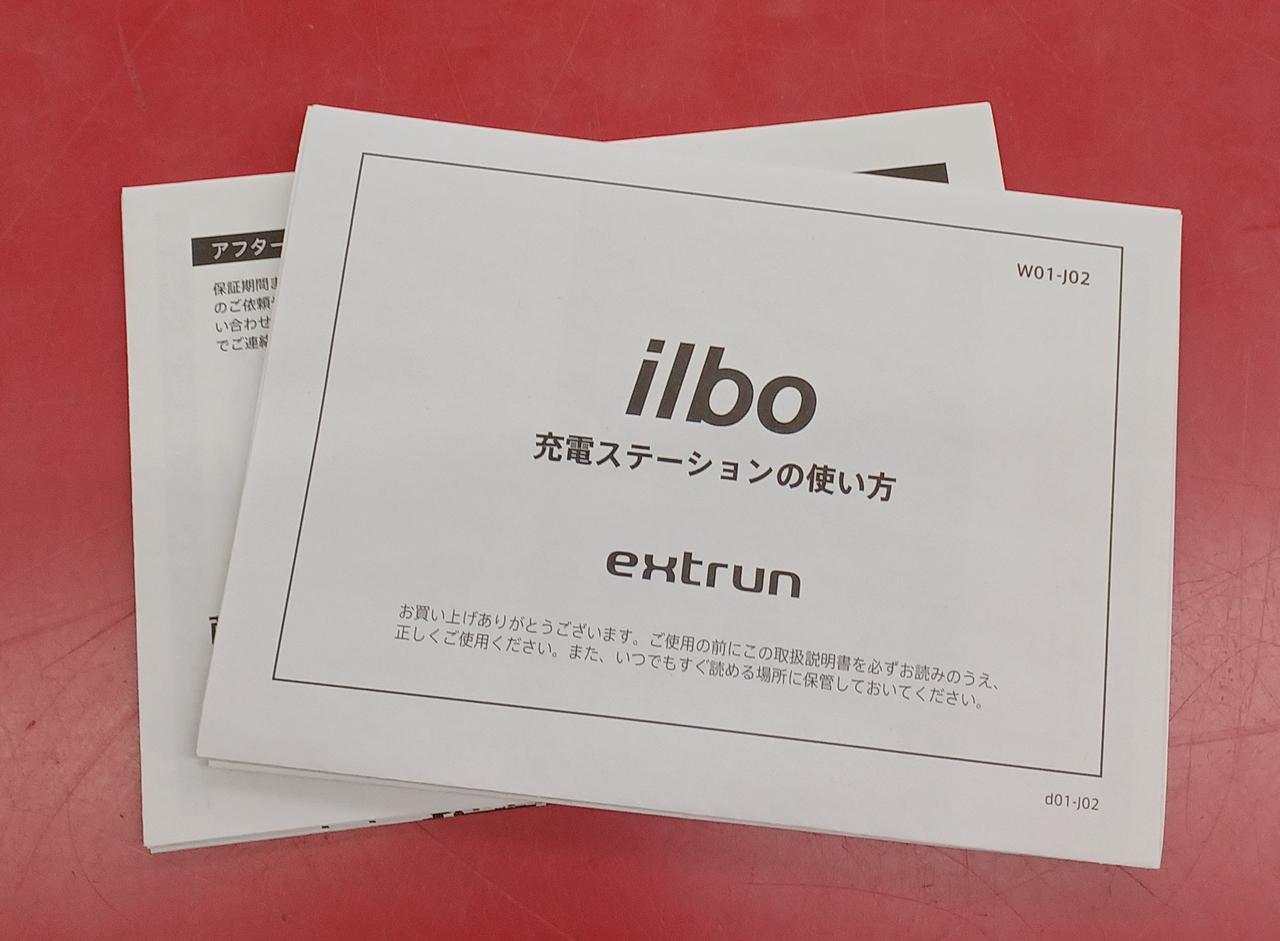 アフター
保証期間
のご依頼
い合わせ
でご連絡
W01-J02
ilbo
充電ステーションの使い方
extrun
お買い上げありがとうございます。ご使用の前にこの取扱説明書を必ずお読みのうえ、
正しくご使用ください。また、いつでもすぐ読める場所に保管しておいてください。
d01-J02